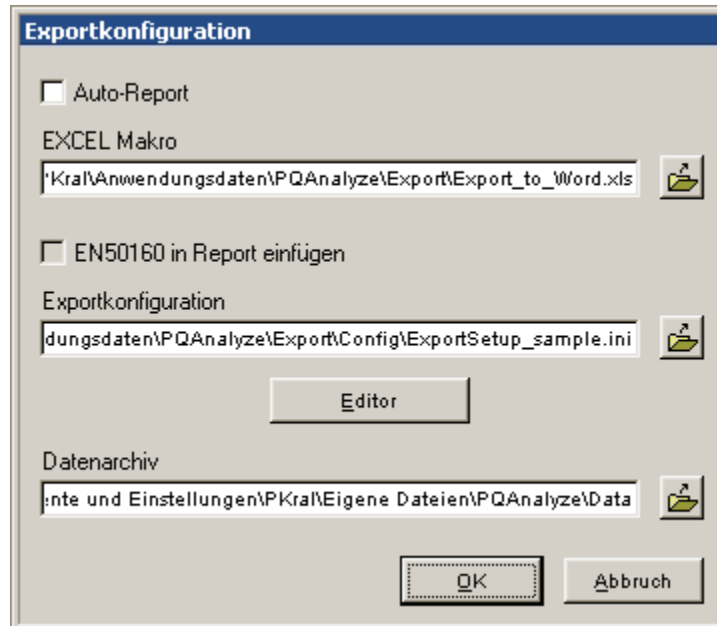 Exportkonfiguration
Auto-Report
EXCEL Makro
'Kral\Anwendungsdaten\PQAnalyze\Export\Export_to_Word.xls
EN50160 in Report einfügen
Exportkonfiguration
dungsdaten\PQAnalyze\Export\Config\ExportSetup_sample.ini
Editor
Datenarchiv
nte und Einstellungen\PKral\Eigene Dateien\PQAnalyze\Data
OK
Abbruch